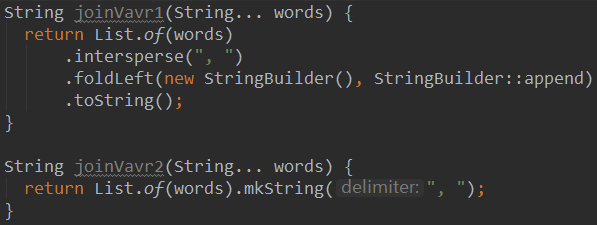 String joinVavr1(String... words) {
  return List.of(words)
      .intersperse(", ")
      .foldLeft(new StringBuilder(), StringBuilder::append)
      .toString();
}

String joinVavr2(String... words) {
  return List.of(words).mkString( delimiter: ", ");
}